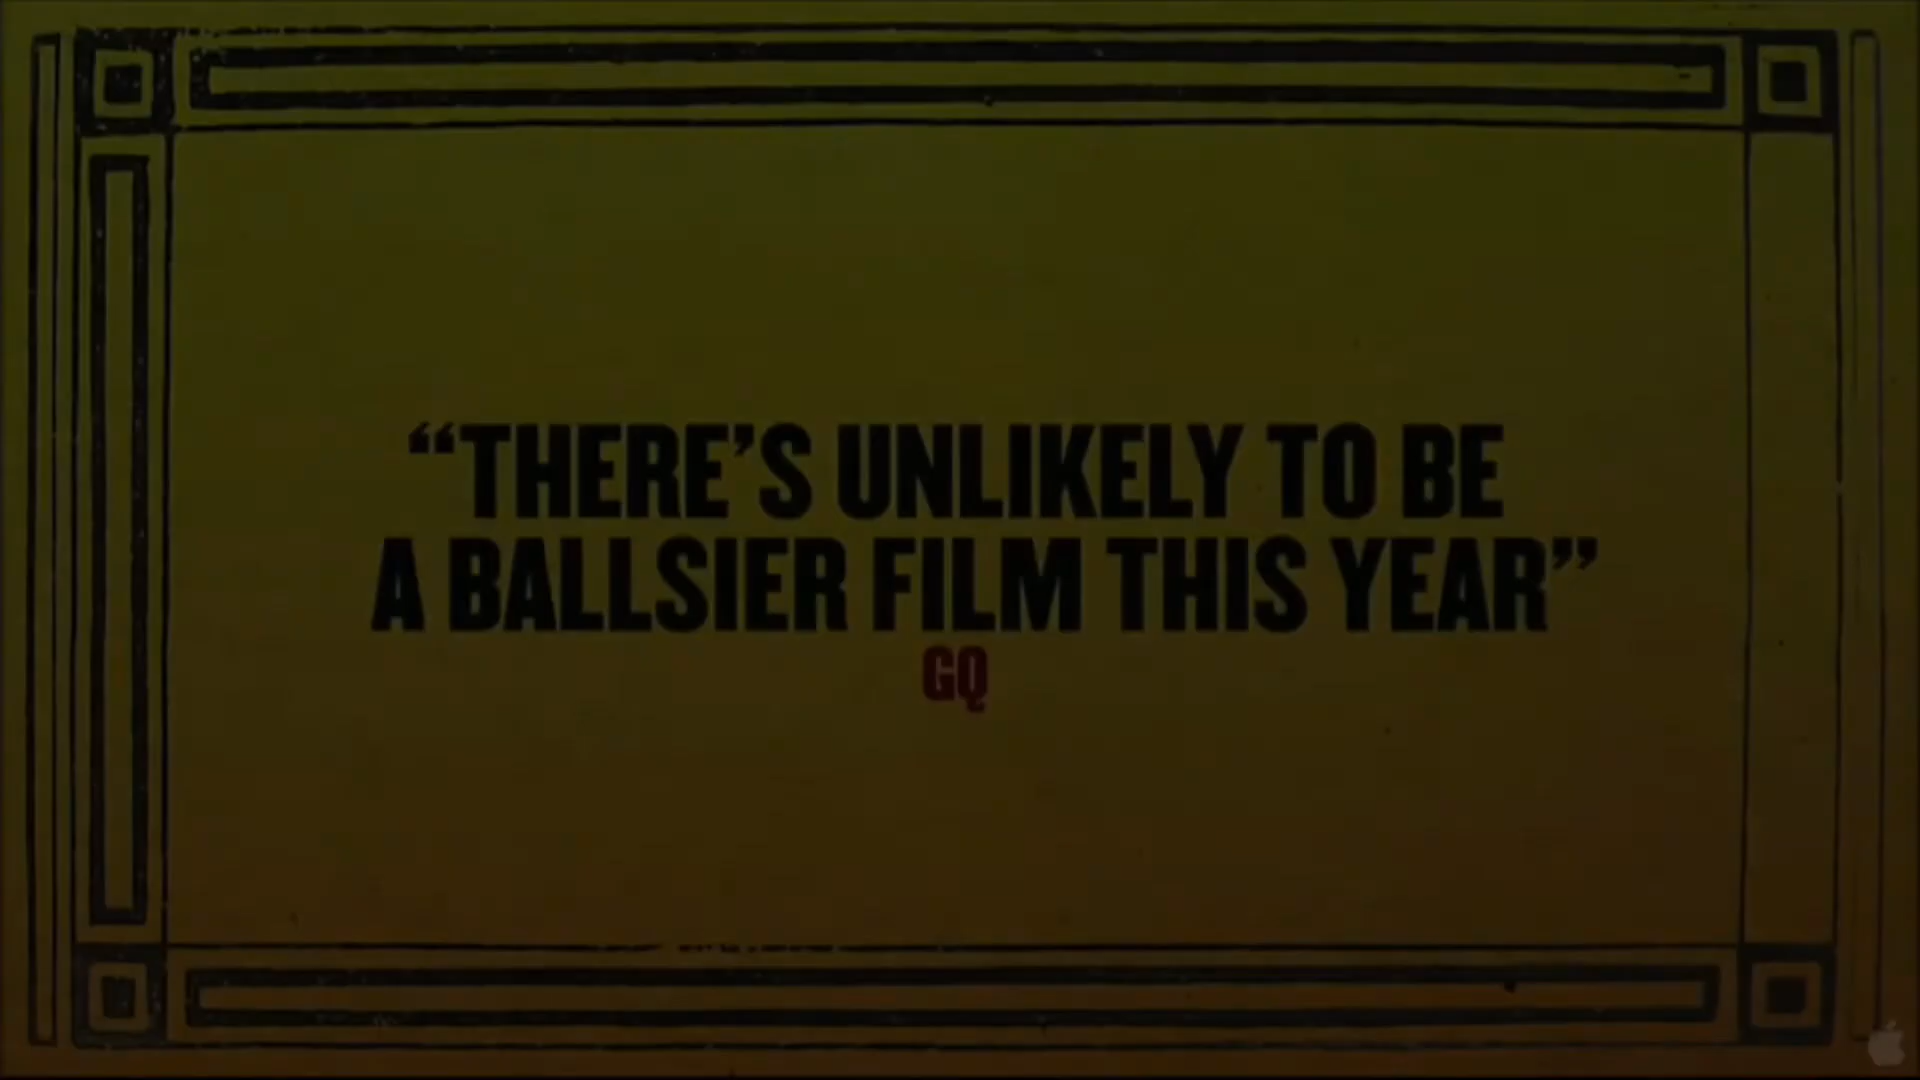 “THERE’S UNLIKELY TO BE
A BALLSIER FILM THIS YEAR”
GQ